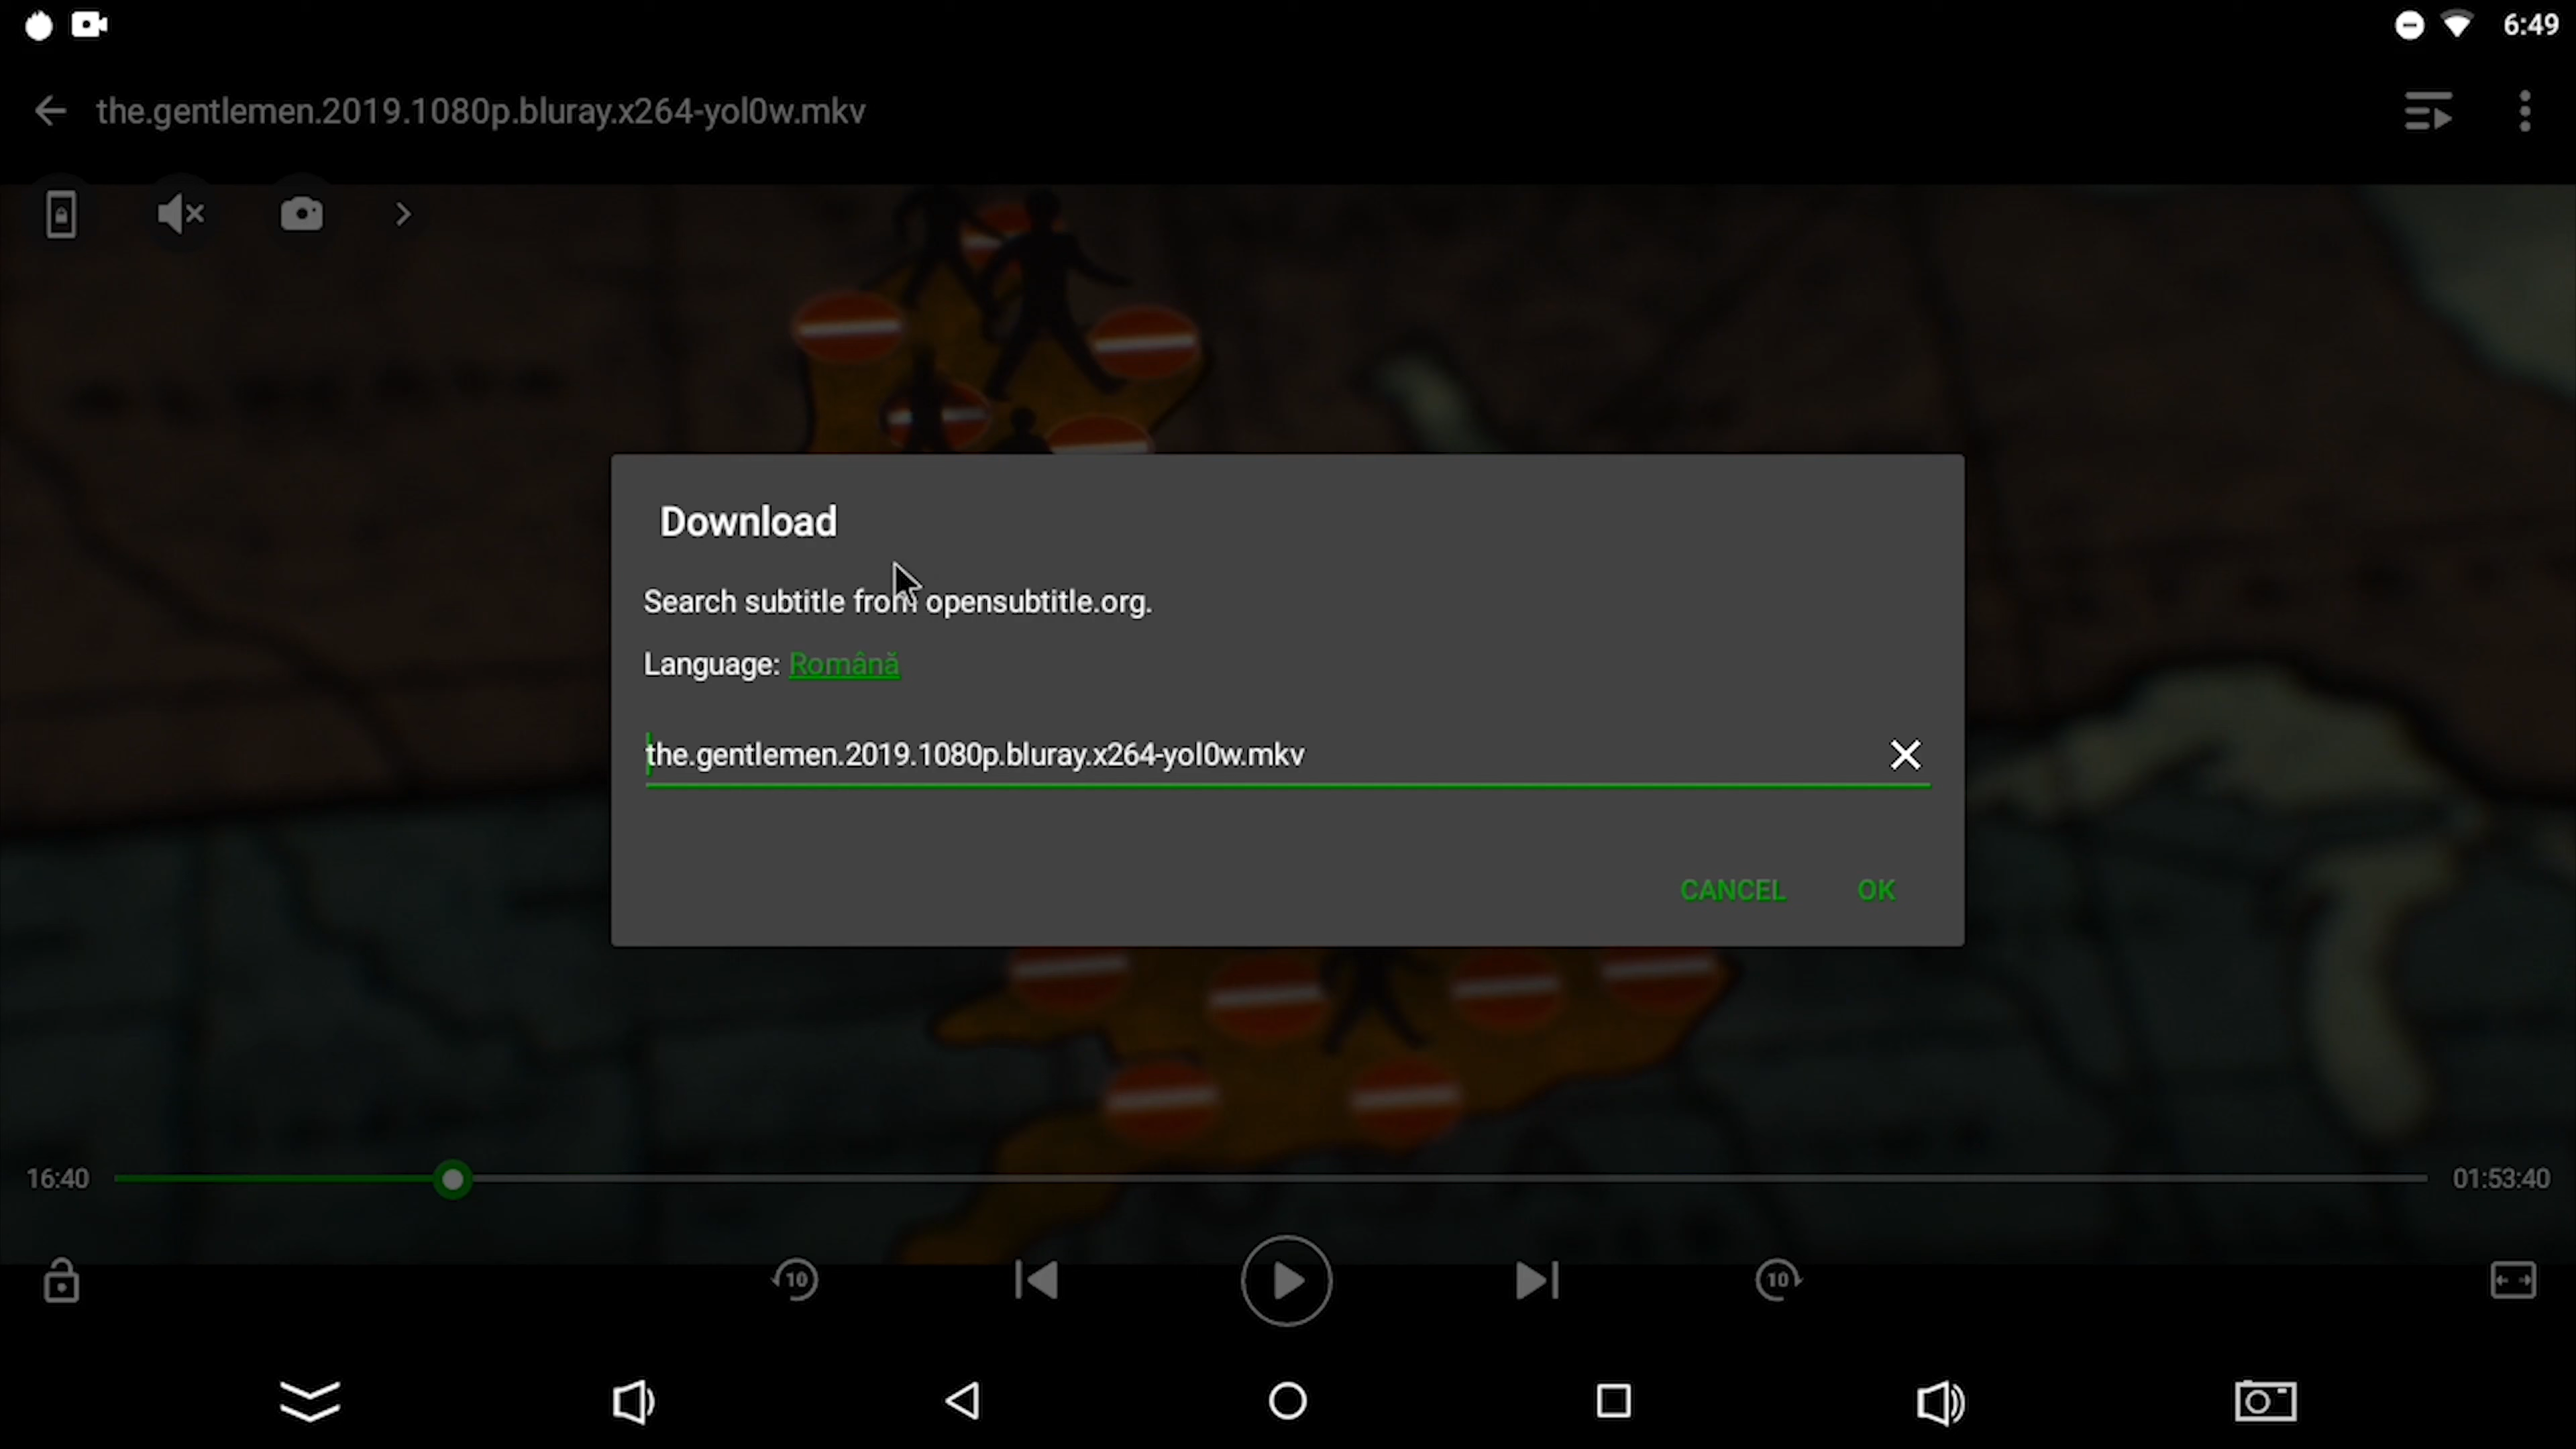 6:49
the.gentlemen.2019.1080p.bluray.x264-yol0w.mkv
Download
Search subtitle from opensubtitle.org.
Language: Română
the.gentlemen.2019.1080p.bluray.x264-yol0w.mkv
CANCEL OK
16:40 01:53:40
10 10